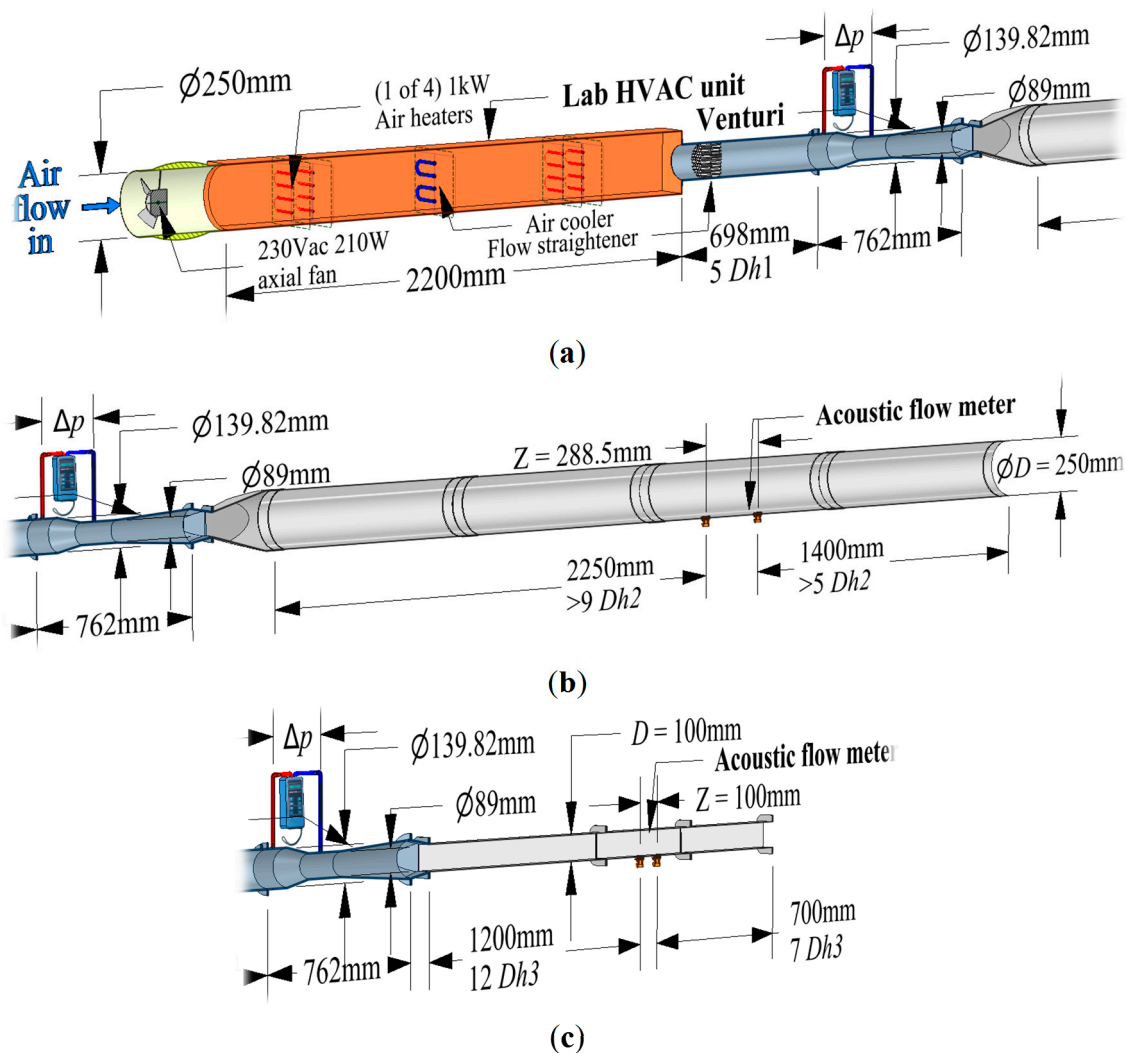 Δp
Ø139.82mm
Ø250mm
(1 of 4) 1kW
Air heaters
Lab HVAC unit
Venturi
Ø89mm
Air
flow
in
230Vac 210W
axial fan
Air cooler
Flow straightener
2200mm
698mm
5 Dh1
762mm
(a)
Δp
Ø139.82mm
Ø89mm
Z = 288.5mm
Acoustic flow meter
ØD = 250mm
2250mm
>9 Dh2
1400mm
>5 Dh2
762mm
(b)
Δp
Ø139.82mm
Ø89mm
D = 100mm
Acoustic flow mete
Z = 100mm
762mm
1200mm
12 Dh3
700mm
7 Dh3
(c)